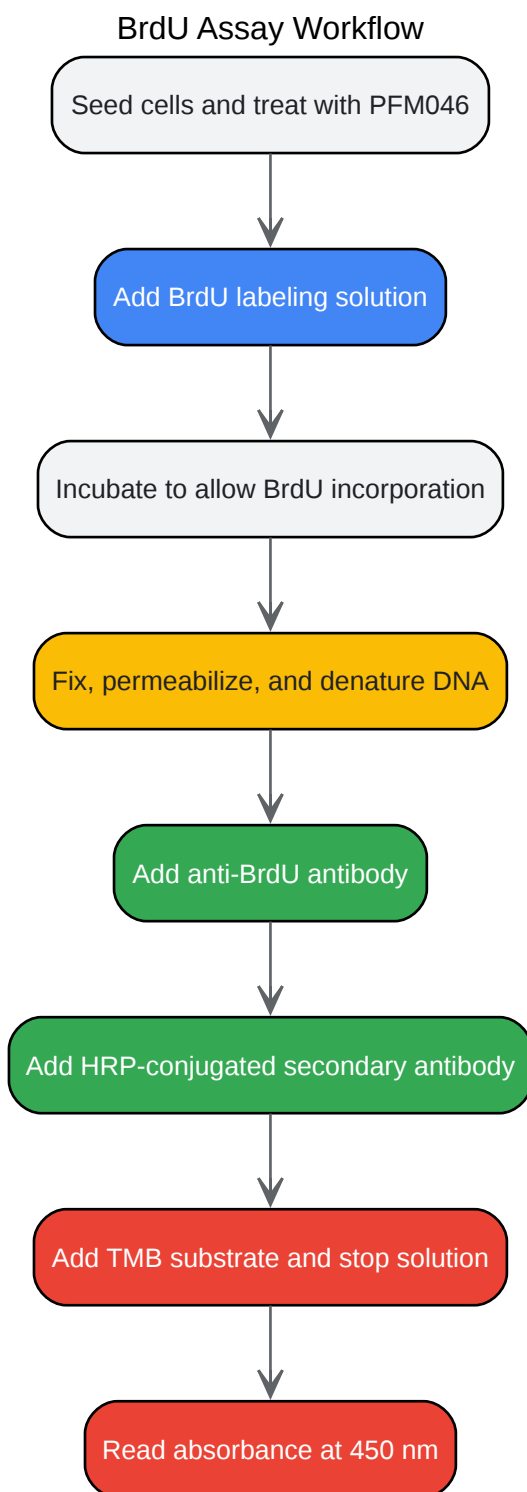 BrdU Assay Workflow
Seed cells and treat with PFM046
Add BrdU labeling solution
Incubate to allow BrdU incorporation
Fix, permeabilize, and denature DNA
Add anti-BrdU antibody
Add HRP-conjugated secondary antibody
Add TMB substrate and stop solution
Read absorbance at 450 nm